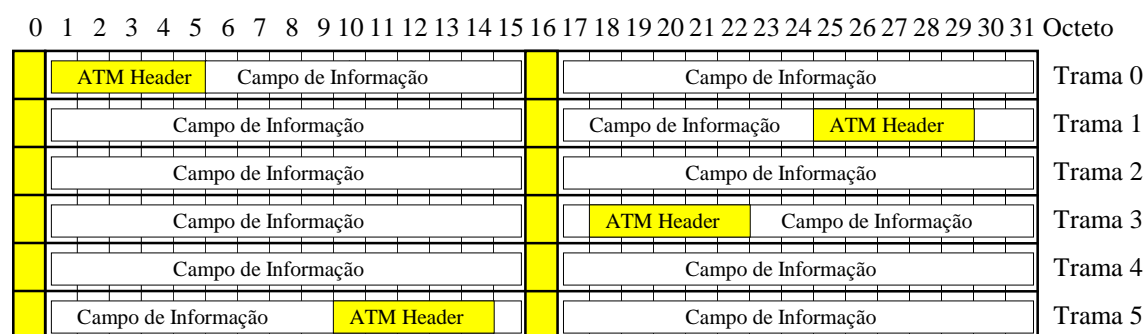 0 1 2 3 4 5 6 7 8 9 10 11 12 13 14 15 16 17 18 19 20 21 22 23 24 25 26 27 28 29 30 31 Octeto
ATM Header Campo de Informação Campo de Informação Trama 0
Campo de Informação Campo de Informação ATM Header Trama 1
Campo de Informação Campo de Informação Trama 2
Campo de Informação ATM Header Campo de Informação Trama 3
Campo de Informação Campo de Informação Trama 4
Campo de Informação ATM Header Campo de Informação Trama 5